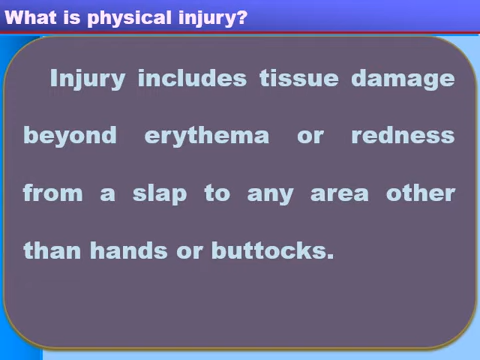 What is physical injury?
Injury includes tissue damage
beyond erythema or redness
from a slap to any area other
than hands or buttocks.